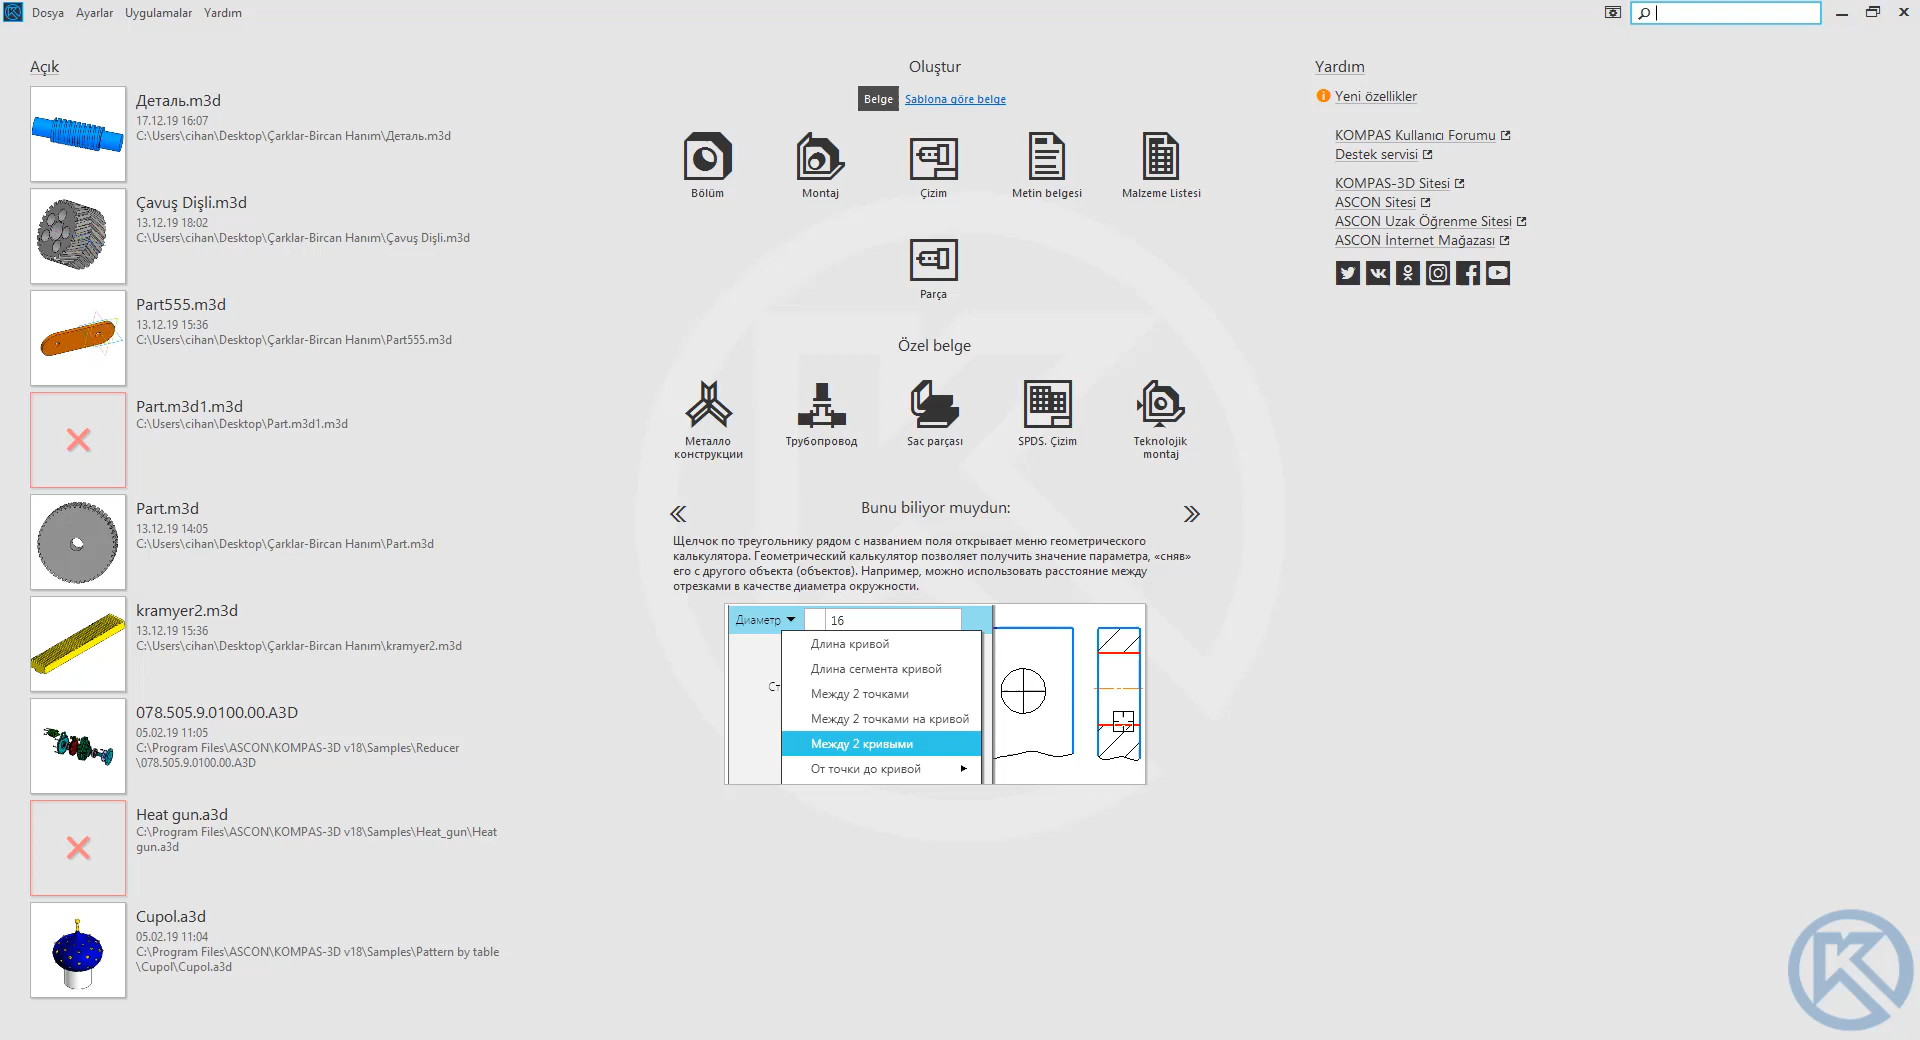 Dosya Ayarlar Uygulamalar Yardım
Açık
Деталь.m3d
17.12.19 16:07
C:\Users\cihan\Desktop\Çarklar-Bircan Hanım\Деталь.m3d
Çavuş Dişli.m3d
13.12.19 18:02
C:\Users\cihan\Desktop\Çarklar-Bircan Hanım\Çavuş Dişli.m3d
Part555.m3d
13.12.19 15:36
C:\Users\cihan\Desktop\Çarklar-Bircan Hanım\Part555.m3d
Part.m3d1.m3d
C:\Users\cihan\Desktop\Part.m3d1.m3d
Part.m3d
13.12.19 14:05
C:\Users\cihan\Desktop\Çarklar-Bircan Hanım\Part.m3d
kramyer2.m3d
13.12.19 15:36
C:\Users\cihan\Desktop\Çarklar-Bircan Hanım\kramyer2.m3d
078.505.9.0100.00.A3D
05.02.19 11:05
C:\Program Files\ASCON\KOMPAS-3D v18\Samples\Reducer
\078.505.9.0100.00.A3D
Heat gun.a3d
C:\Program Files\ASCON\KOMPAS-3D v18\Samples\Heat_gun\Heat
gun.a3d
Cupol.a3d
05.02.19 11:04
C:\Program Files\ASCON\KOMPAS-3D v18\Samples\Pattern by table
\Cupol\Cupol.a3d
Oluştur
Belge Şablona göre belge
Bölüm Montaj Çizim Metin belgesi Malzeme Listesi
Parça
Özel belge
Металло Трубопровод Sac parçası SPDS. Çizim Teknolojik
конструкции montaj
Bunu biliyor muydun:
Щелчок по треугольнику рядом с названием поля открывает меню геометрического
калькулятора. Геометрический калькулятор позволяет получить значение параметра, «сняв»
его с другого объекта (объектов). Например, можно использовать расстояние между
отрезками в качестве диаметра окружности.
Диаметр 16
Длина кривой
Длина сегмента кривой
Ст
Между 2 точками
Между 2 точками на кривой
Между 2 кривыми
От точки до кривой
Yardım
Yeni özellikler
KOMPAS Kullanıcı Forumu
Destek servisi
KOMPAS-3D Sitesi
ASCON Sitesi
ASCON Uzak Öğrenme Sitesi
ASCON İnternet Mağazası